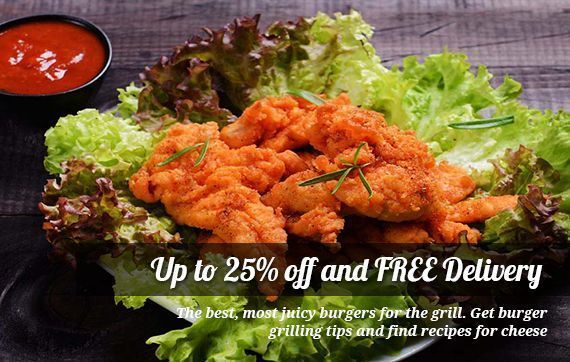 Up to 25% off and FREE Delivery
The best, most juicy burgers for the grill. Get burger
grilling tips and find recipes for cheese